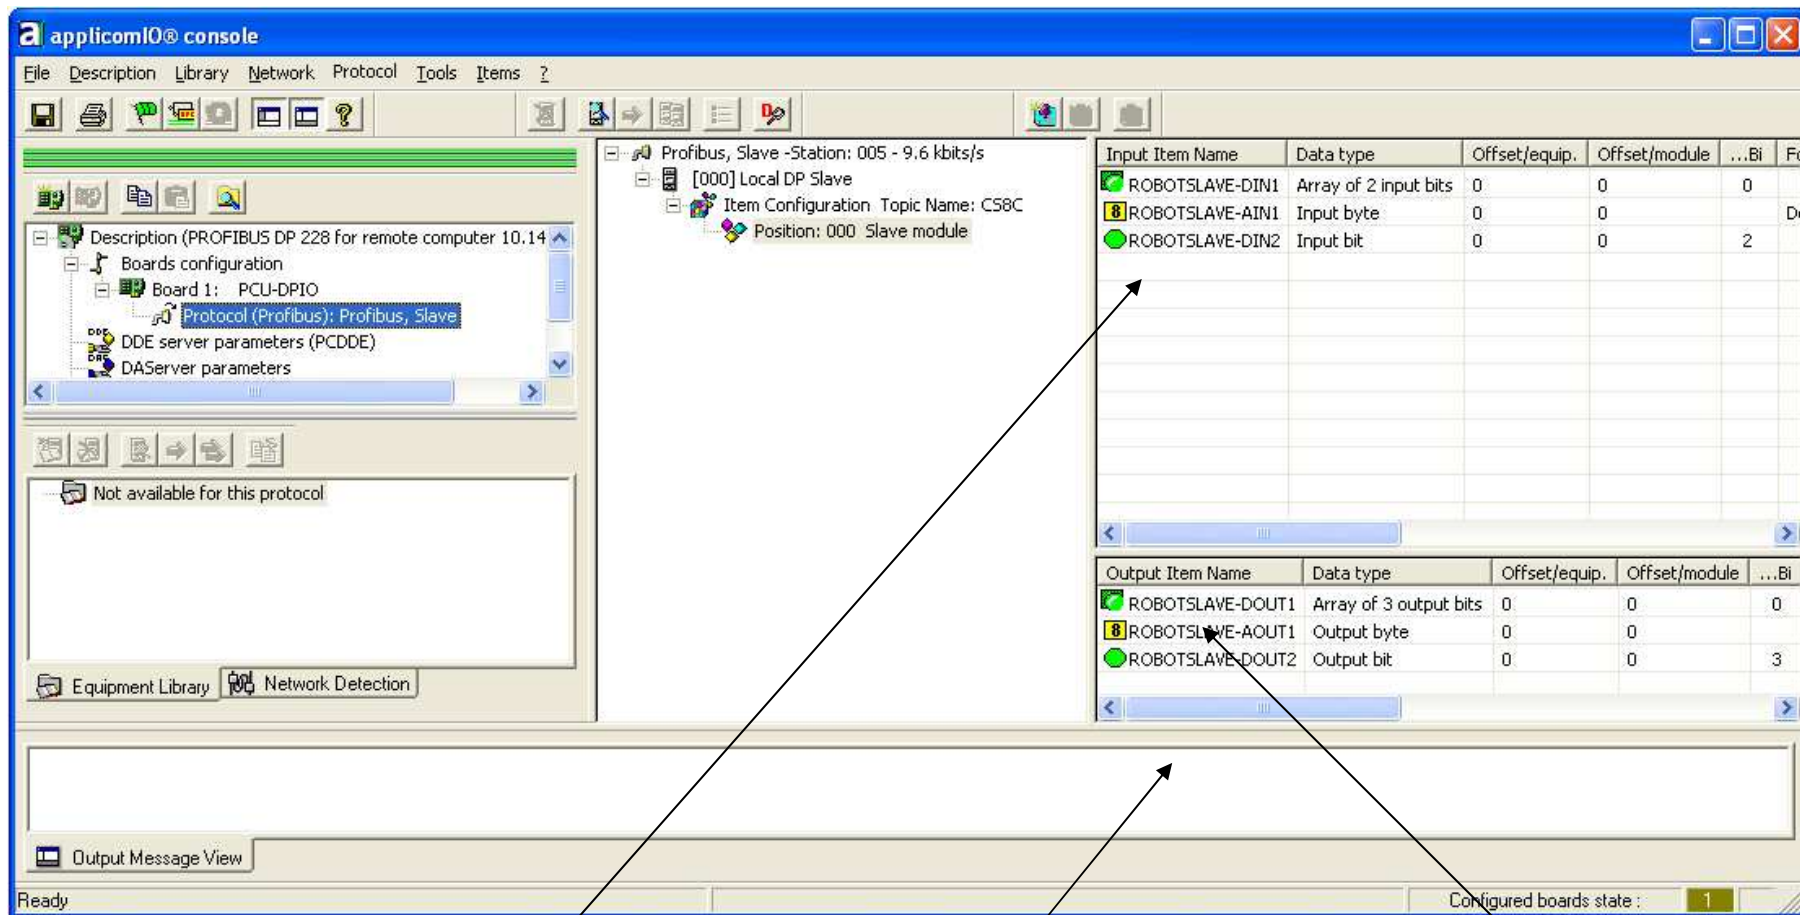 applicomIO® console
File Description Library Network Protocol Tools Items ?
Description (PROFIBUS DP 228 for remote computer 10.14
Boards configuration
Board 1: PCU-DPIO
Protocol (Profibus): Profibus, Slave
DDE server parameters (PCDDE)
DAServer parameters
Not available for this protocol
Equipment Library Network Detection
Profibus, Slave -Station: 005 - 9.6 kbits/s
[000] Local DP Slave
Item Configuration Topic Name: CS8C
Position: 000 Slave module
Input Item Name Data type Offset/equip. Offset/module ...Bi Fo
ROBOTSLAVE-DIN1 Array of 2 input bits 0 0 0
8 ROBOTSLAVE-AIN1 Input byte 0 0 De
ROBOTSLAVE-DIN2 Input bit 0 0 2
Output Item Name Data type Offset/equip. Offset/module ...Bi
ROBOTSLAVE-DOUT1 Array of 3 output bits 0 0 0
8 ROBOTSLAVE-AOUT1 Output byte 0 0
ROBOTSLAVE-DOUT2 Output bit 0 0 3
Output Message View
Ready Configured boards state : 1